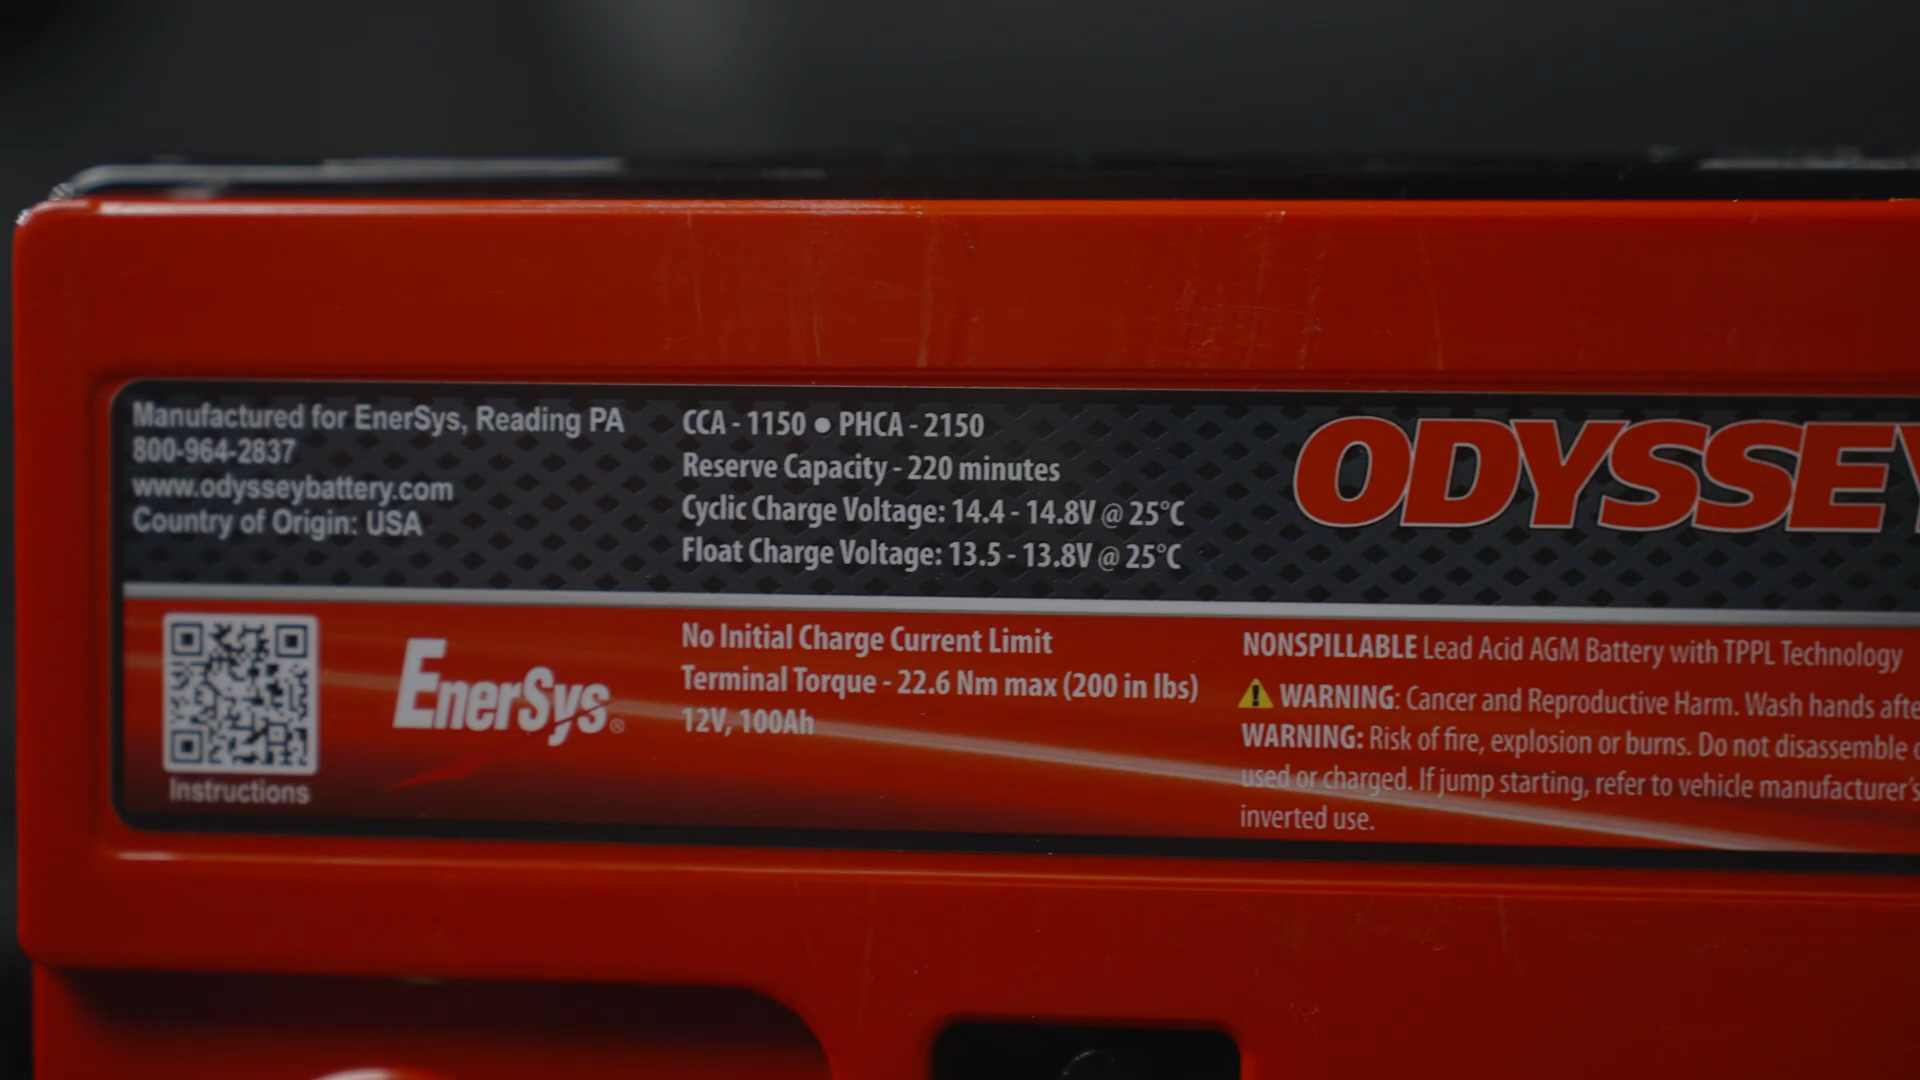 Manufactured for EnerSys, Reading PA
800-964-2837
www.odysseybattery.com
Country of Origin: USA
CCA - 1150 ● PHCA - 2150
Reserve Capacity - 220 minutes
Cyclic Charge Voltage: 14.4 - 14.8V @ 25°C
Float Charge Voltage: 13.5 - 13.8V @ 25°C
ODYSSEY
Instructions
EnerSys®
No Initial Charge Current Limit
Terminal Torque - 22.6 Nm max (200 in lbs)
12V, 100Ah
NONSPILLABLE Lead Acid AGM Battery with TPPL Technology
WARNING: Cancer and Reproductive Harm. Wash hands
WARNING: Risk of fire, explosion or burns. Do not disassemble
used or charged. If jump starting, refer to vehicle manufacturer's
inverted use.